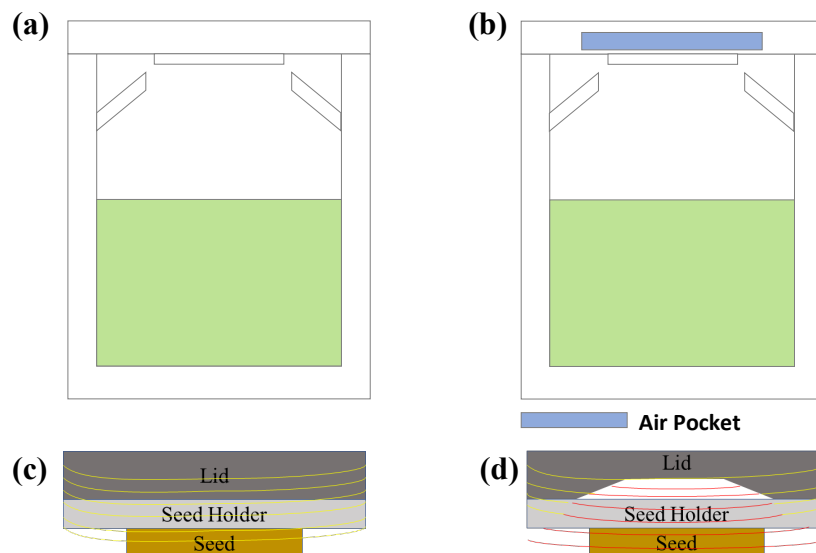 (a)
(b)
Air Pocket
(c)
Lid
Seed Holder
Seed
(d)
Lid
Seed Holder
Seed